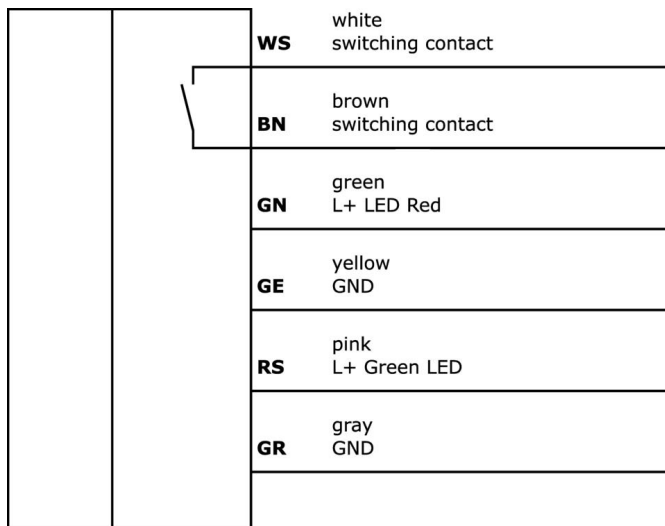 white
WS switching contact
brown
BN switching contact
green
GN L+ LED Red
yellow
GE GND
pink
RS L+ Green LED
gray
GR GND